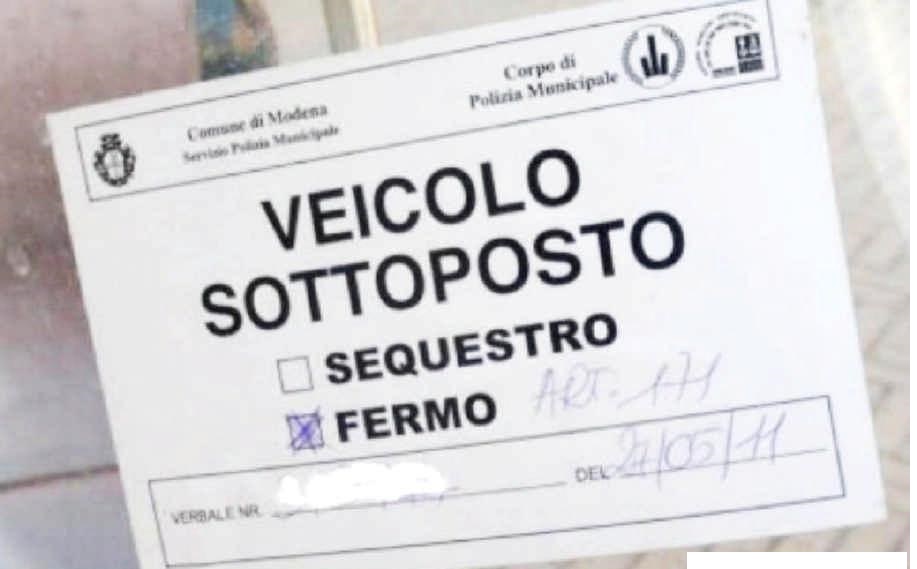 Comune di Modena
Servizio Polizia Municipale
Corpo di
Polizia Municipale
VEICOLO
SOTTOPOSTO
SEQUESTRO
FERMO ART. 171
VERBALE NR.
DEL 27/05/11